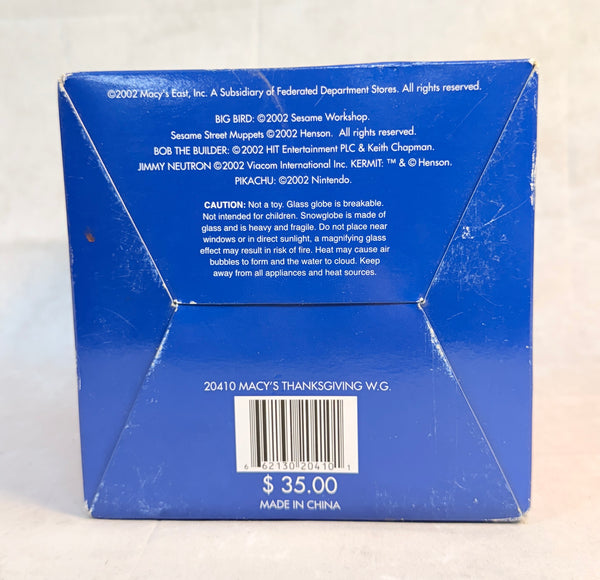 ©2002 Macy's East, Inc. A Subsidiary of Federated Department Stores. All rights reserved.
BIG BIRD: ©2002 Sesame Workshop.
Sesame Street Muppets ©2002 Henson. All rights reserved.
BOB THE BUILDER: ©2002 HIT Entertainment PLC & Keith Chapman.
JIMMY NEUTRON ©2002 Viacom International Inc. KERMIT: ™ & © Henson.
PIKACHU: ©2002 Nintendo.
CAUTION: Not a toy. Glass globe is breakable.
Not intended for children. Snowglobe is made of
glass and is heavy and fragile. Do not place near
windows or in direct sunlight, a magnifying glass
effect may result in risk of fire. Heat may cause air
bubbles to form and the water to cloud. Keep
away from all appliances and heat sources.
20410 MACY'S THANKSGIVING W.G.
6 62130 20410 1
$ 35.00
MADE IN CHINA